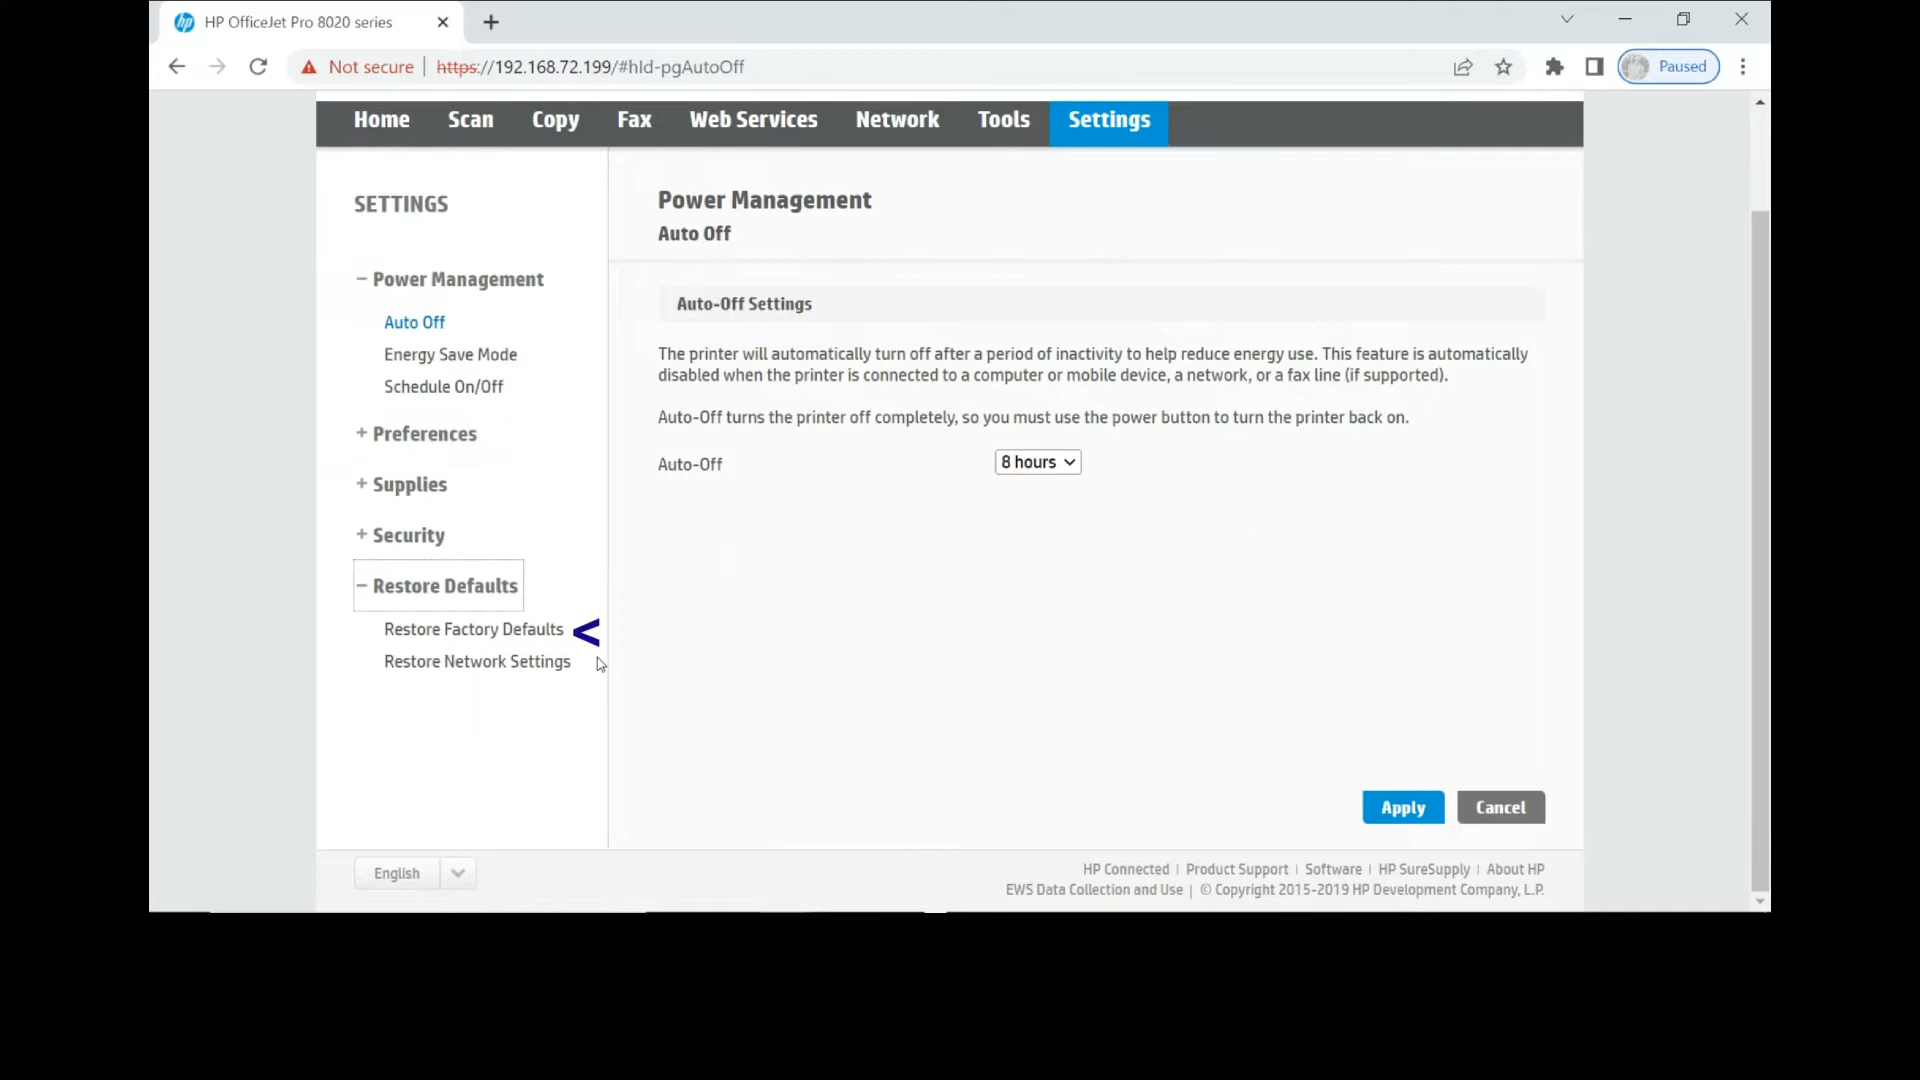 HP OfficeJet Pro 8020 series
Not secure https://192.168.72.199/#hId-pgAutoOff Paused
Home Scan Copy Fax Web Services Network Tools Settings
SETTINGS
− Power Management
Auto Off
Energy Save Mode
Schedule On/Off
+ Preferences
+ Supplies
+ Security
− Restore Defaults
Restore Factory Defaults <
Restore Network Settings
Power Management
Auto Off
Auto-Off Settings
The printer will automatically turn off after a period of inactivity to help reduce energy use. This feature is automatically
disabled when the printer is connected to a computer or mobile device, a network, or a fax line (if supported).
Auto-Off turns the printer off completely, so you must use the power button to turn the printer back on.
Auto-Off 8 hours
Apply Cancel
English
HP Connected | Product Support | Software | HP SureSupply | About HP
EWS Data Collection and Use | © Copyright 2015-2019 HP Development Company, L.P.